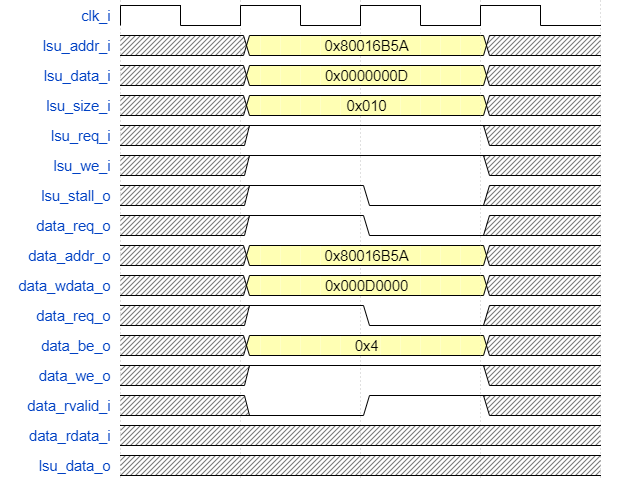 clk_i
lsu_addr_i 0x80016B5A
lsu_data_i 0x0000000D
lsu_size_i 0x010
lsu_req_i
lsu_we_i
lsu_stall_o
data_req_o
data_addr_o 0x80016B5A
data_wdata_o 0x000D0000
data_req_o
data_be_o 0x4
data_we_o
data_rvalid_i
data_rdata_i
lsu_data_o